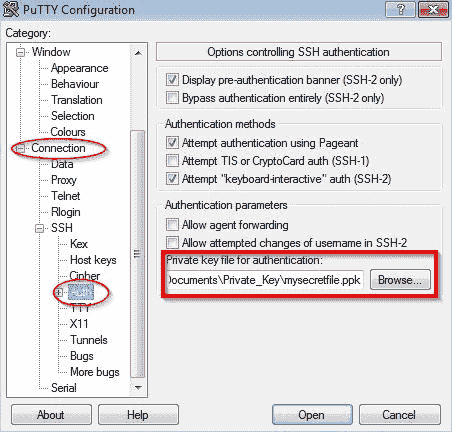 PuTTY Configuration
Category:
Window
Appearance
Behaviour
Translation
Selection
Colours
Connection
Data
Proxy
Telnet
Rlogin
SSH
Kex
Host keys
Cipher
TTY
X11
Tunnels
Bugs
More bugs
Serial
Options controlling SSH authentication
Display pre-authentication banner (SSH-2 only)
Bypass authentication entirely (SSH-2 only)
Authentication methods
Attempt authentication using Pageant
Attempt TIS or CryptoCard auth (SSH-1)
Attempt "keyboard-interactive" auth (SSH-2)
Authentication parameters
Allow agent forwarding
Allow attempted changes of username in SSH-2
Private key file for authentication:
Documents\Private_Key\mysecretfile.ppk
Browse...
About
Help
Open
Cancel